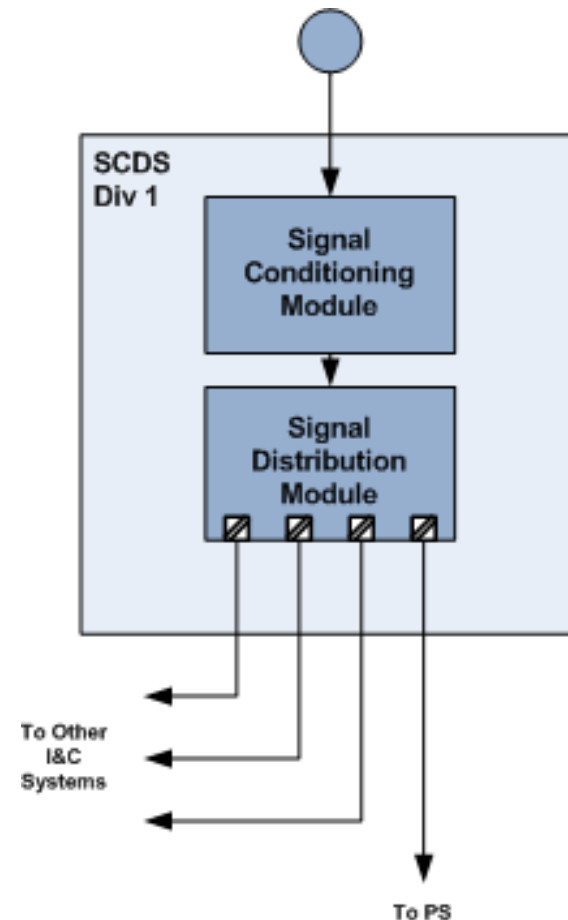 SCDS
Div 1
Signal
Conditioning
Module
Signal
Distribution
Module
To Other
I&C
Systems
To PS